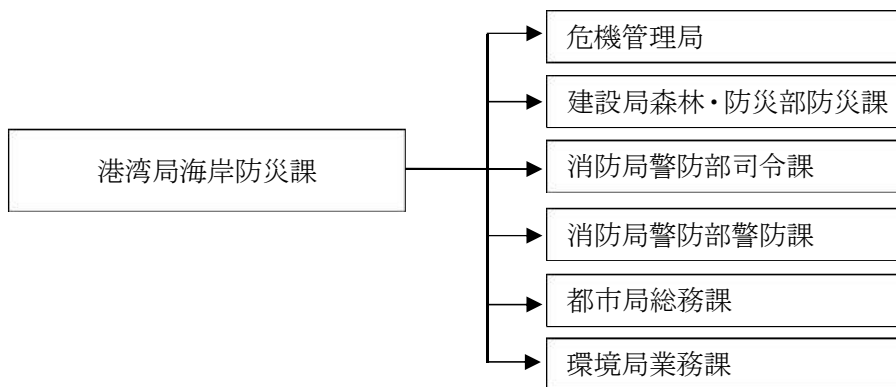 港湾局海岸防災課
危機管理局
建設局森林・防災部防災課
消防局警防部司令課
消防局警防部警防課
都市局総務課
環境局業務課